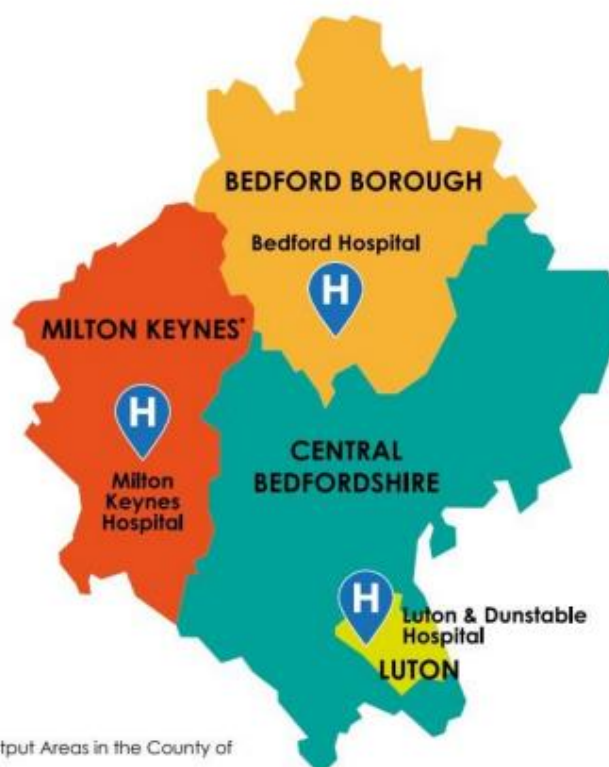 BEDFORD BOROUGH
Bedford Hospital
H
MILTON KEYNES*
H
Milton
Keynes
Hospital
CENTRAL
BEDFORDSHIRE
H
Luton & Dunstable
Hospital
LUTON
Areas in the County of